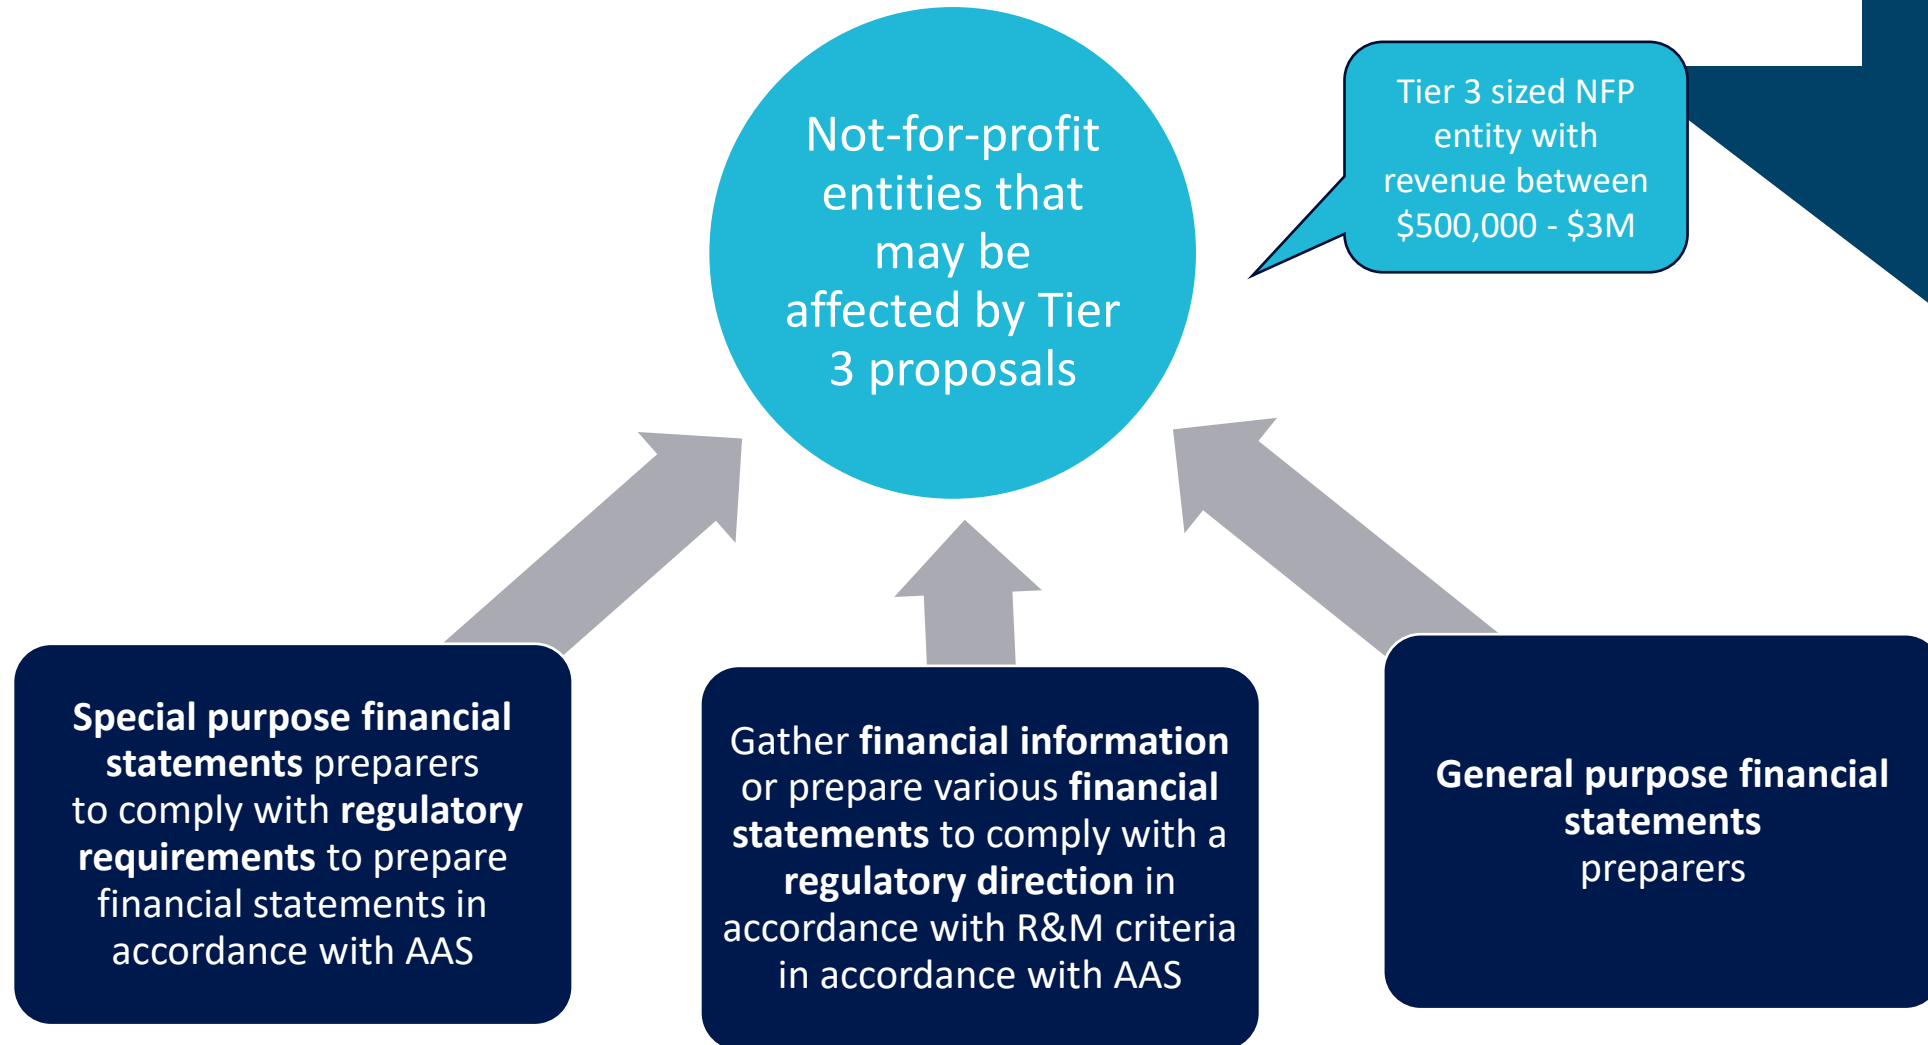 Not-for-profit
entities that
may be
affected by Tier
3 proposals
Tier 3 sized NFP
entity with
revenue between
$500,000 - $3M
Special purpose financial
statements preparers
to comply with regulatory
requirements to prepare
financial statements in
accordance with AAS
Gather financial information
or prepare various financial
statements to comply with a
regulatory direction in
accordance with R&M criteria
in accordance with AAS
General purpose financial
statements
preparers